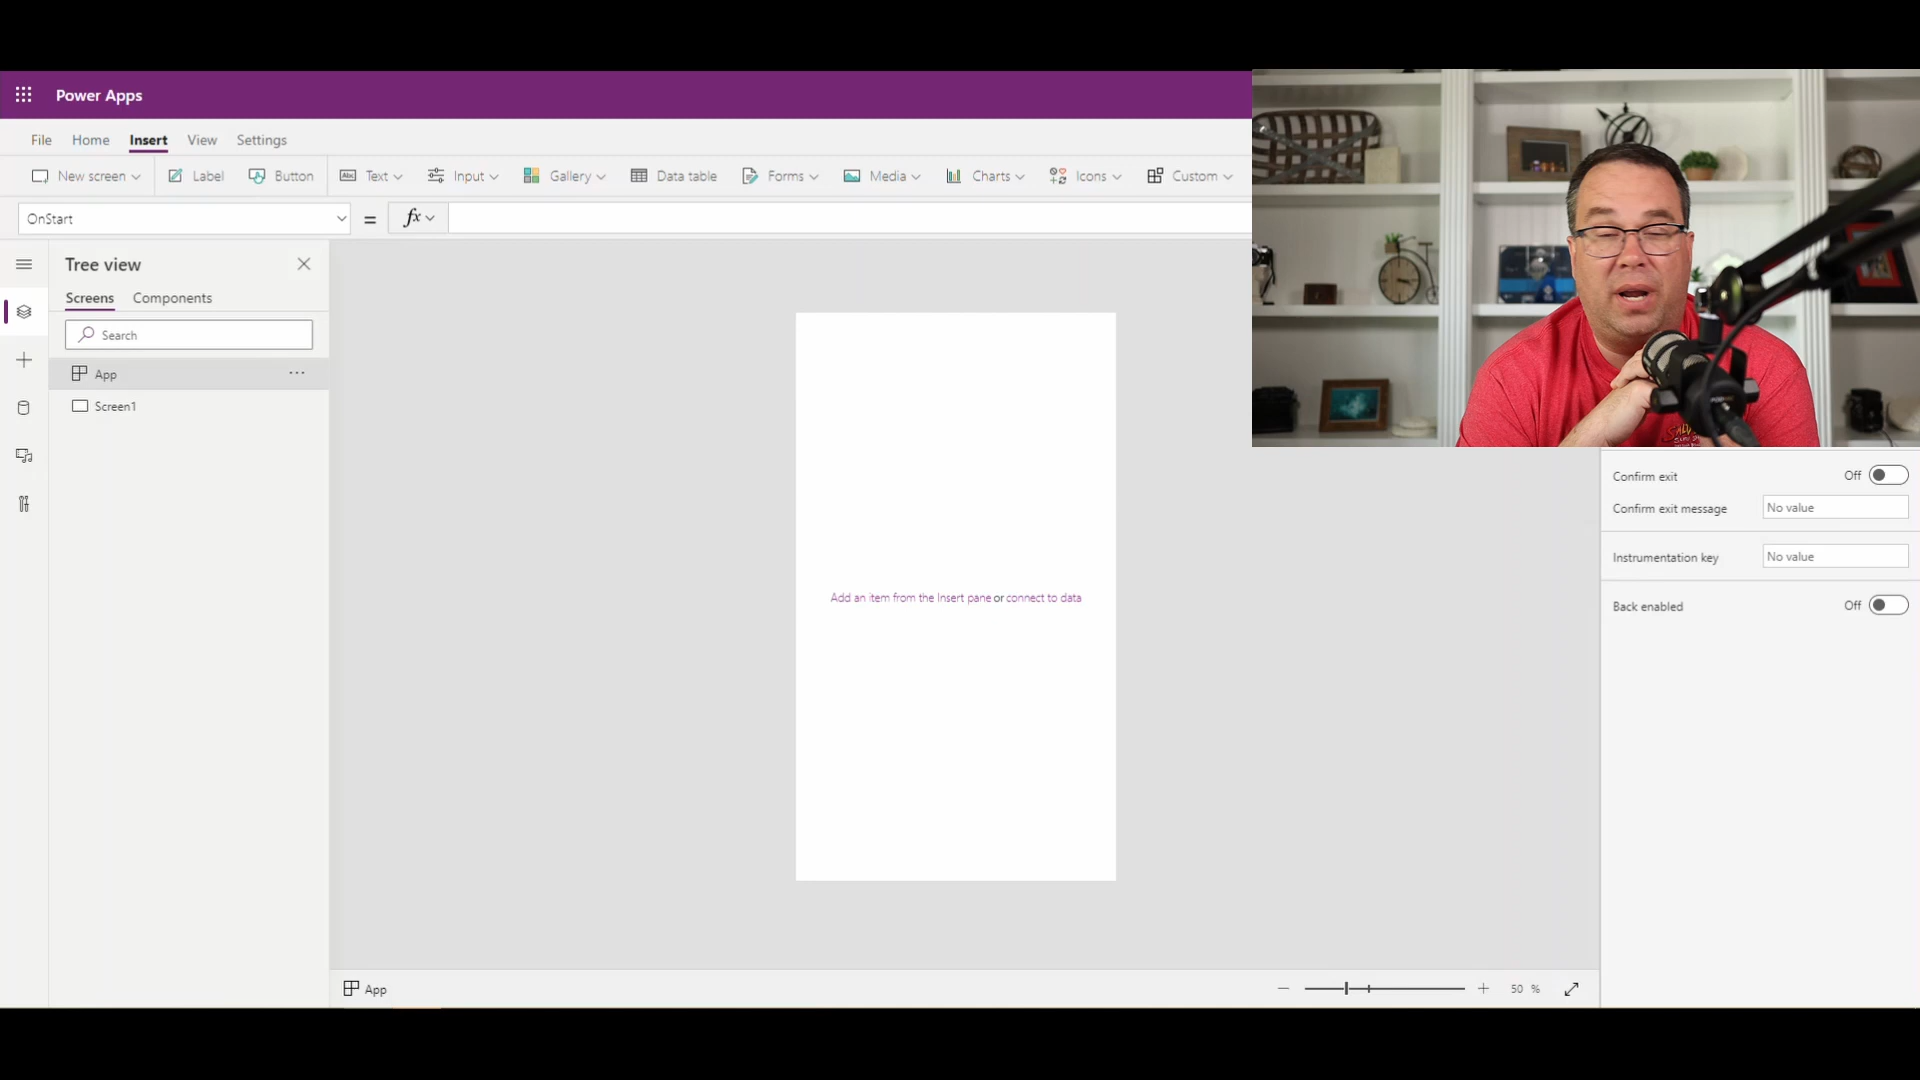 Power Apps
File Home Insert View Settings
New screen Label Button Text Input Gallery Data table Forms Media Charts Icons Custom
OnStart = fx
Tree view
Screens Components
Search
App
Screen1
Add an item from the Insert pane or connect to data
Confirm exit Off
Confirm exit message No value
Instrumentation key No value
Back enabled Off
App 50 %